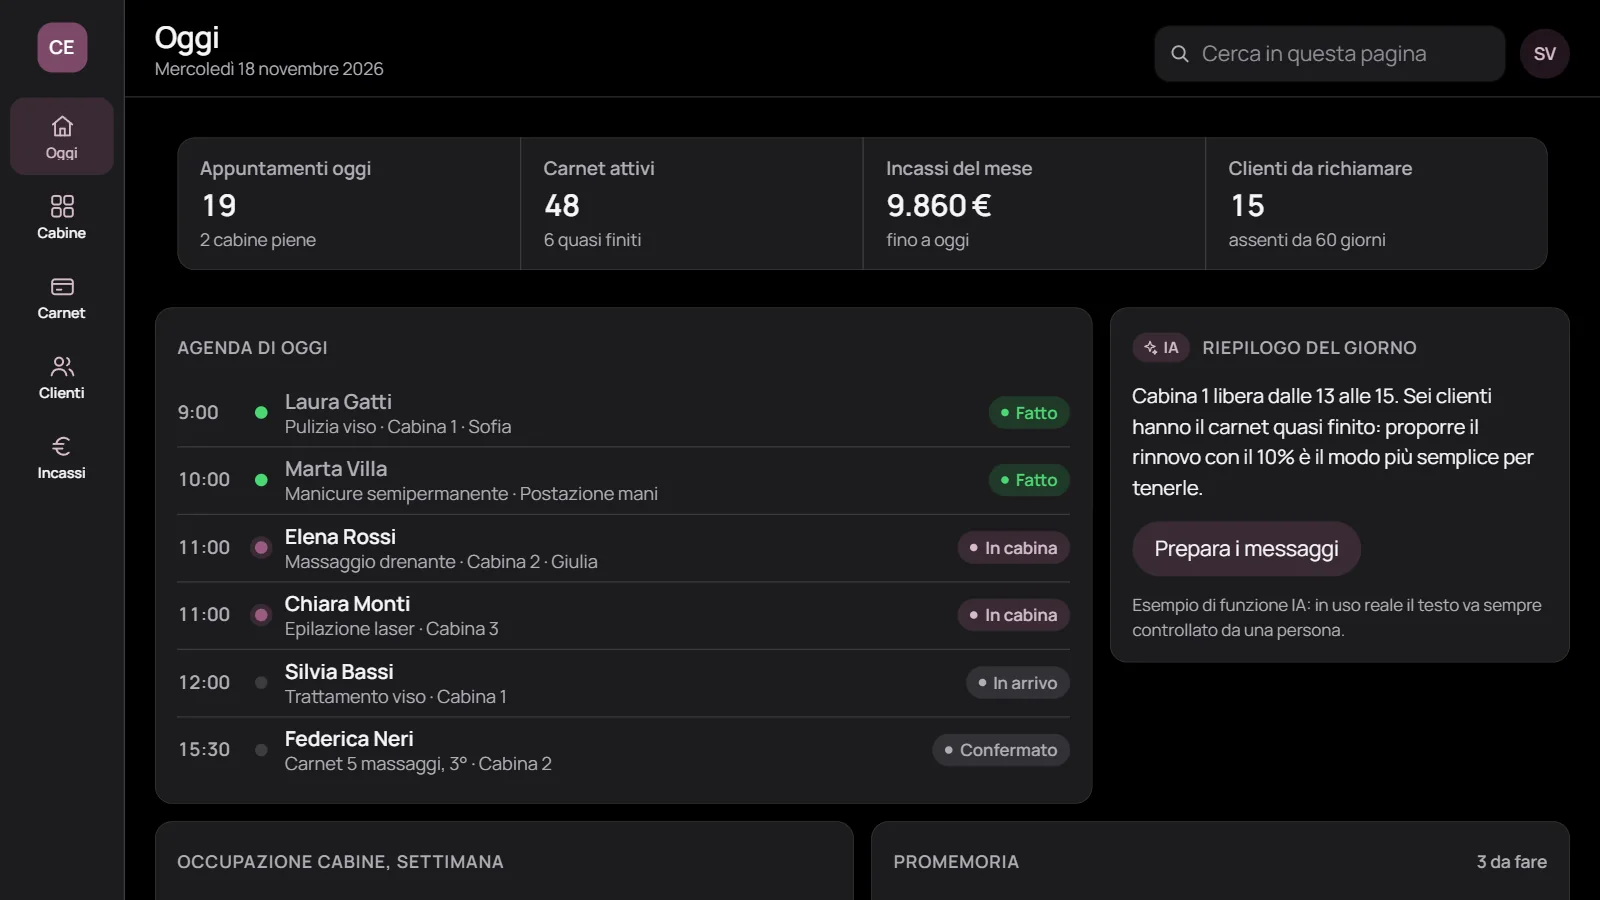 CE
Oggi
Cabine
Carnet
Clienti
€
Incassi
Oggi
Mercoledì 18 novembre 2026
Cerca in questa pagina
SV
Appuntamenti oggi
19
2 cabine piene
Carnet attivi
48
6 quasi finiti
Incassi del mese
9.860 €
fino a oggi
Clienti da richiamare
15
assenti da 60 giorni
AGENDA DI OGGI
9:00
Laura Gatti
Pulizia viso · Cabina 1 · Sofia
Fatto
10:00
Marta Villa
Manicure semipermanente · Postazione mani
Fatto
11:00
Elena Rossi
Massaggio drenante · Cabina 2 · Giulia
In cabina
11:00
Chiara Monti
Epilazione laser · Cabina 3
In cabina
12:00
Silvia Bassi
Trattamento viso · Cabina 1
In arrivo
15:30
Federica Neri
Carnet 5 massaggi, 3° · Cabina 2
Confermato
IA RIEPILOGO DEL GIORNO
Cabina 1 libera dalle 13 alle 15. Sei clienti
hanno il carnet quasi finito: proporre il
rinnovo con il 10% è il modo più semplice per
tenerle.
Prepara i messaggi
Esempio di funzione IA: in uso reale il testo va sempre
controllato da una persona.
OCCUPAZIONE CABINE, SETTIMANA
PROMEMORIA
3 da fare